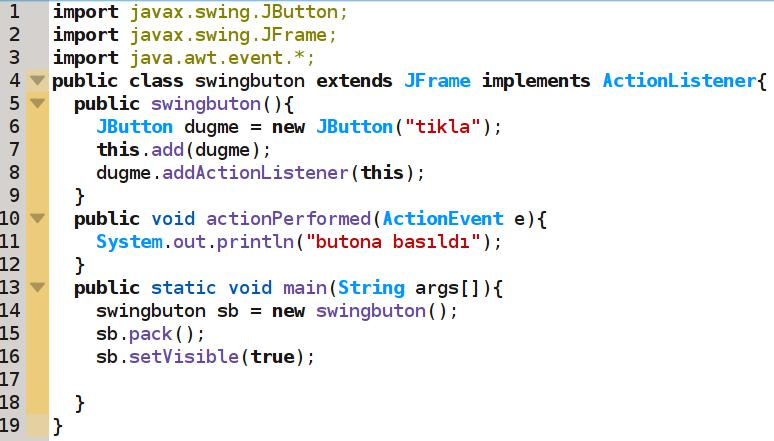 1 import javax.swing.JButton;
2 import javax.swing.JFrame;
3 import java.awt.event.*;
4 public class swingbuton extends JFrame implements ActionListener{
5 public swingbuton(){
6 JButton dugme = new JButton("tikla");
7 this.add(dugme);
8 dugme.addActionListener(this);
9 }
10 public void actionPerformed(ActionEvent e){
11 System.out.println("butona basıldı");
12 }
13 public static void main(String args[]){
14 swingbuton sb = new swingbuton();
15 sb.pack();
16 sb.setVisible(true);
17
18 }
19 }